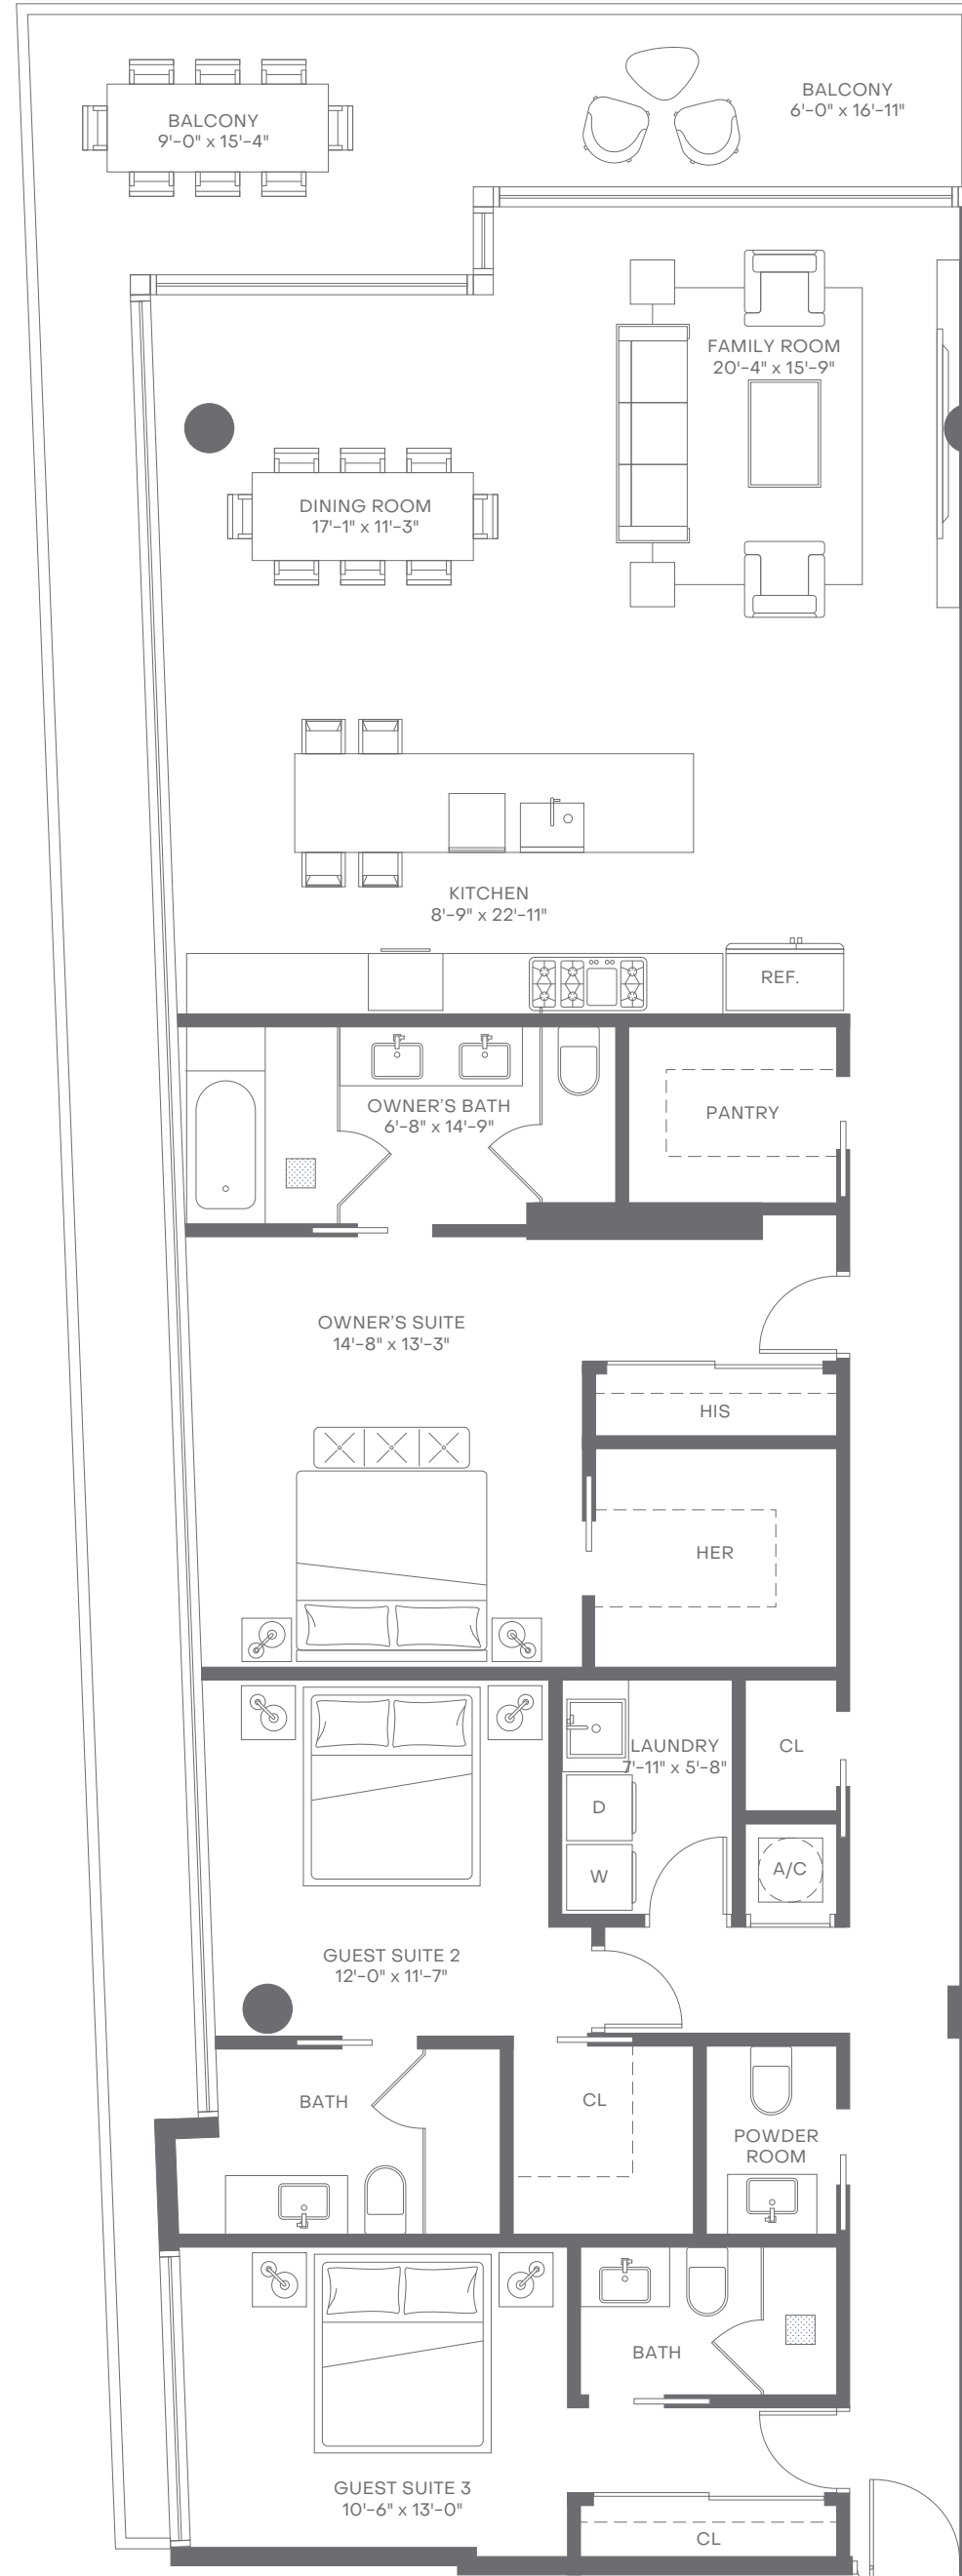 BALCONY
9'-0" x 15'-4"
BALCONY
6'-0" x 16'-11"
FAMILY ROOM
20'-4" x 15'-9"
DINING ROOM
17'-1" x 11'-3"
KITCHEN
8'-9" x 22'-11"
REF.
OWNER'S BATH
6'-8" x 14'-9"
PANTRY
OWNER'S SUITE
14'-8" x 13'-3"
HIS
HER
LAUNDRY
7'-11" x 5'-8"
CL
D
W
A/C
GUEST SUITE 2
12'-0" x 11'-7"
BATH
CL
POWDER
ROOM
BATH
GUEST SUITE 3
10'-6" x 13'-0"
CL